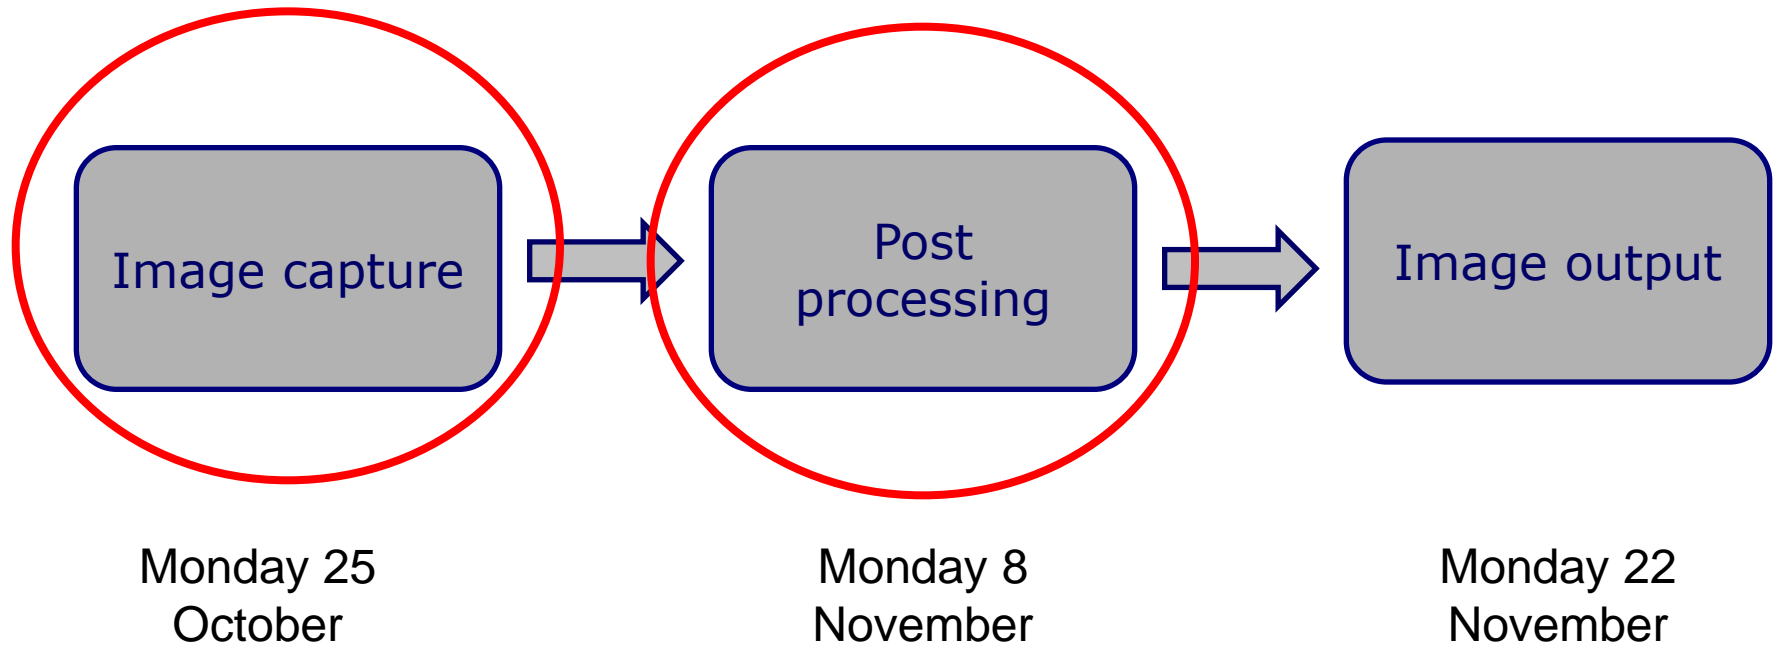 Image capture
Post
processing
Image output
Monday 25
October
Monday 8
November
Monday 22
November